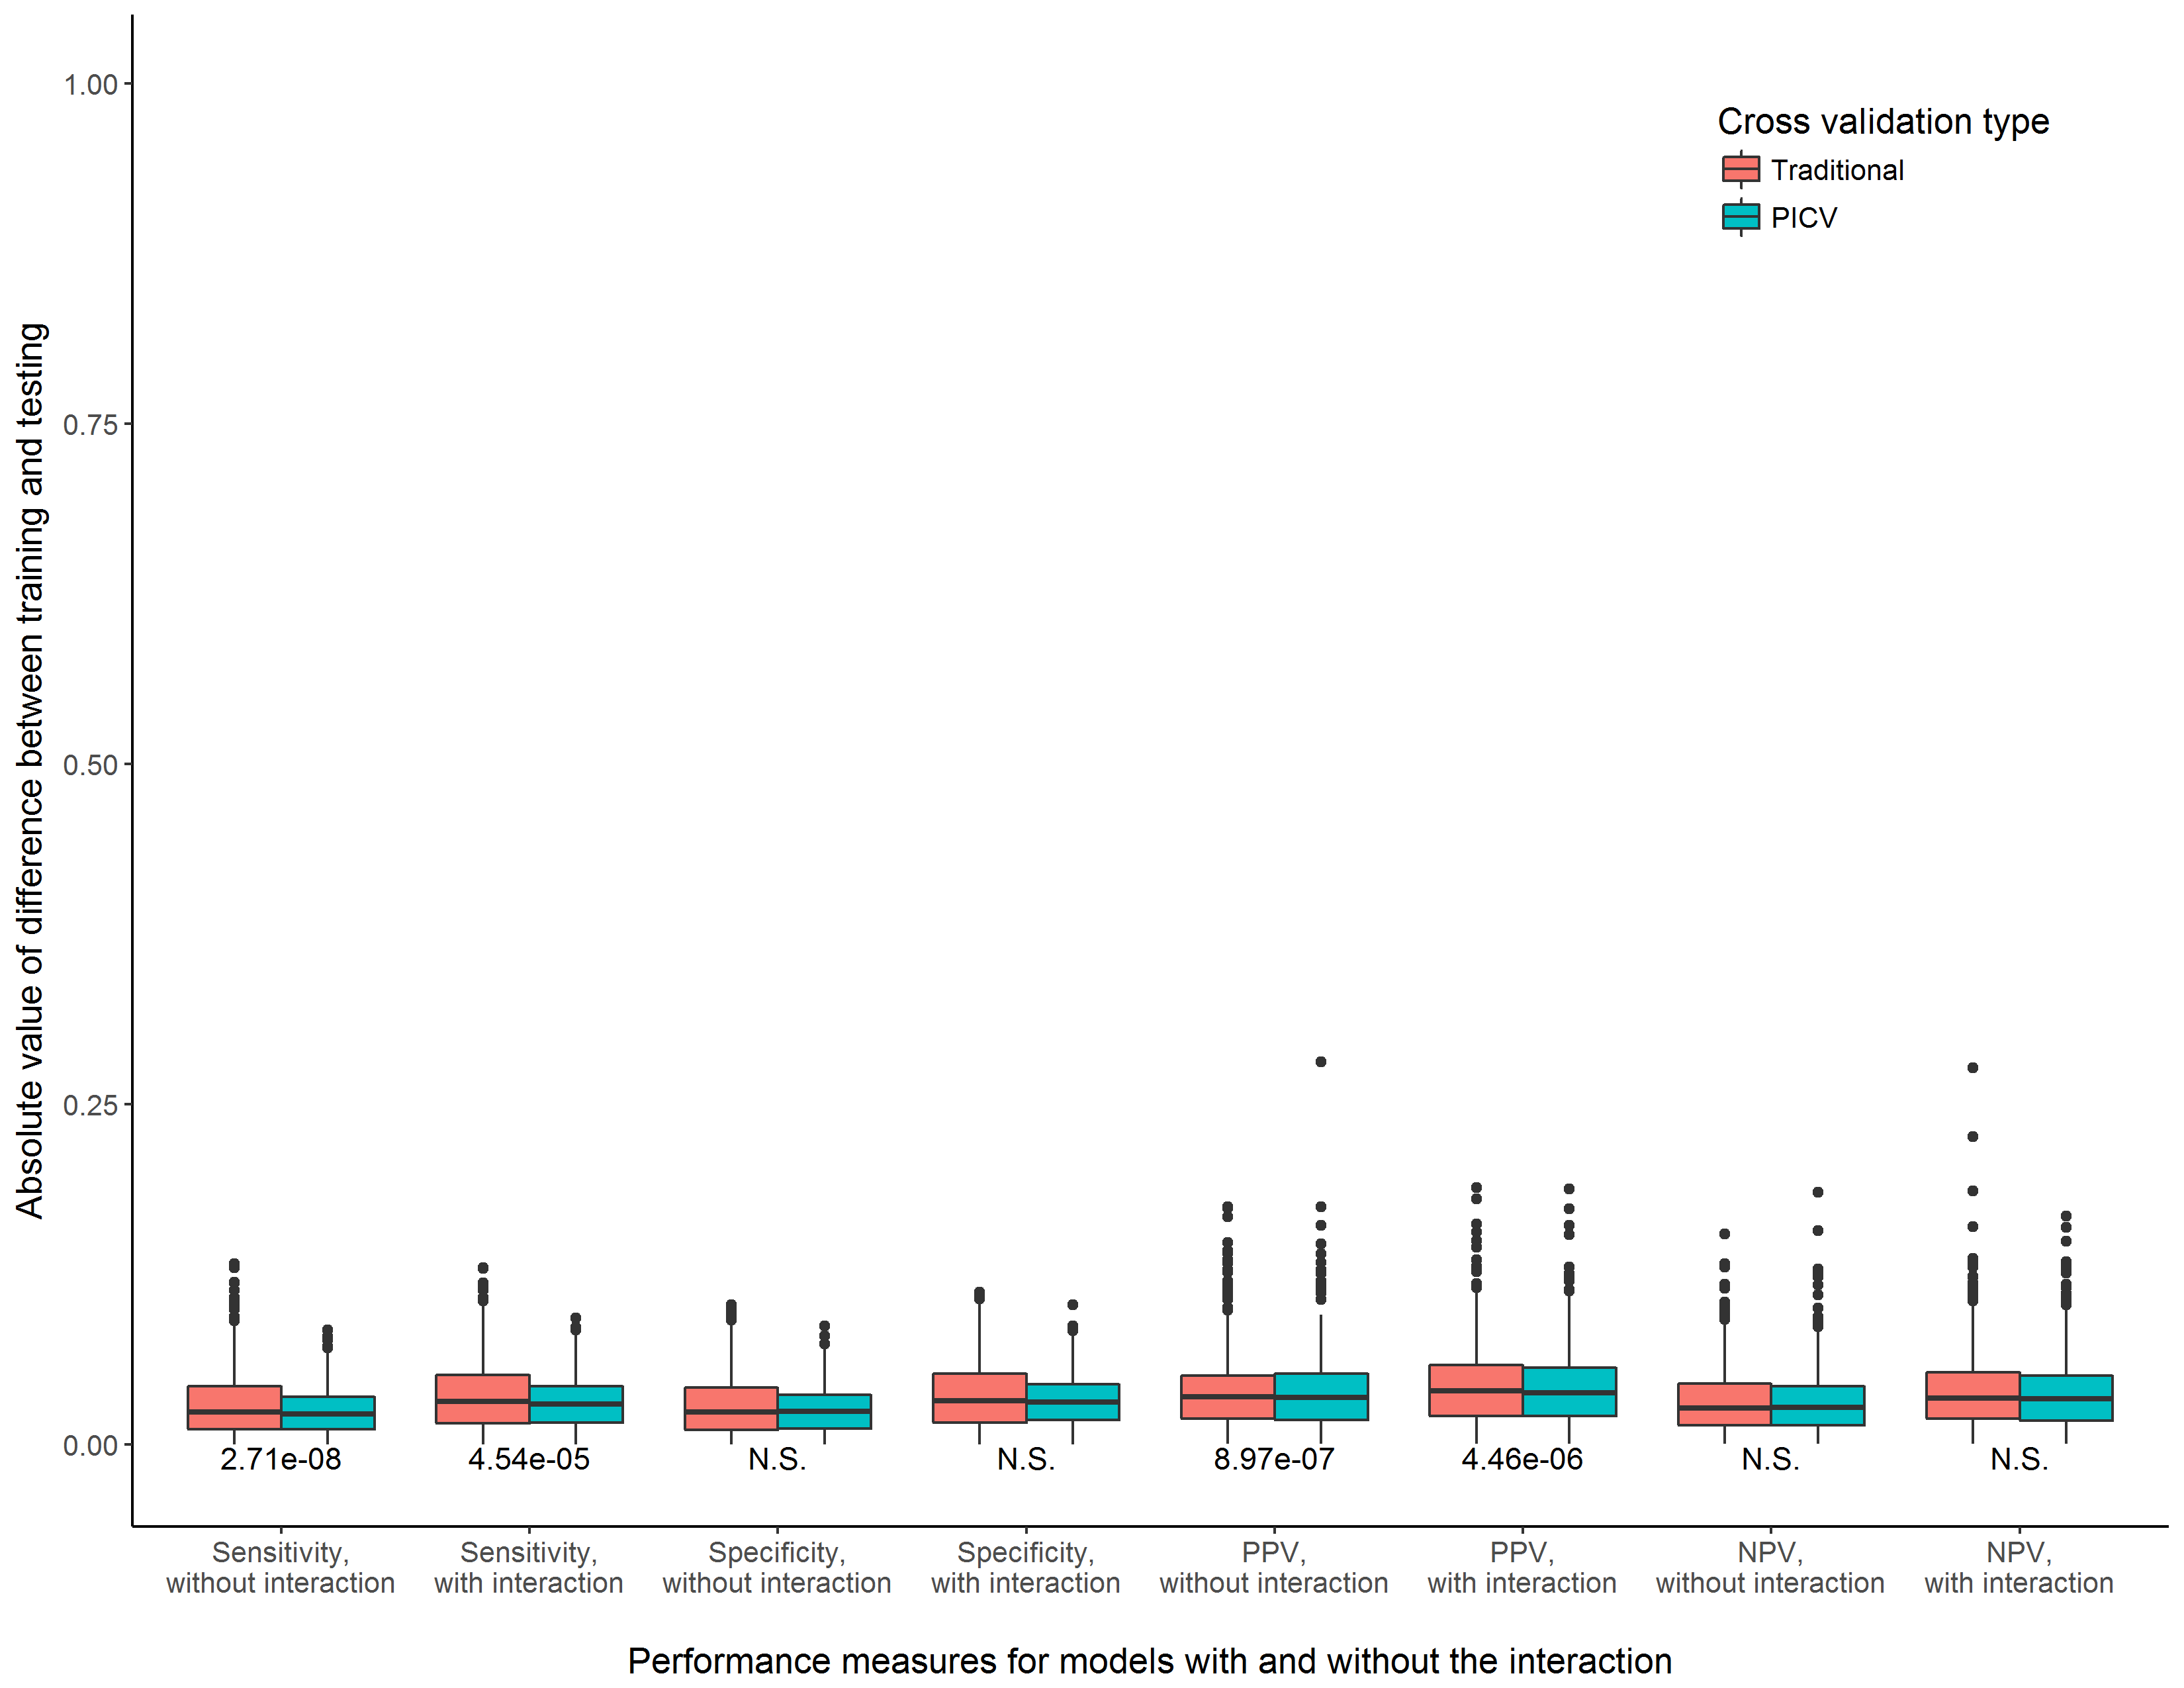 Absolute value of difference between training and testing
1.00
0.75
0.50
0.25
0.00
Cross validation type
Traditional
PICV
2.71e-08
4.54e-05
N.S.
N.S.
8.97e-07
4.46e-06
N.S.
N.S.
Sensitivity,
without interaction
Sensitivity,
with interaction
Specificity,
without interaction
Specificity,
with interaction
PPV,
without interaction
PPV,
with interaction
NPV,
without interaction
NPV,
with interaction
Performance measures for models with and without the interaction